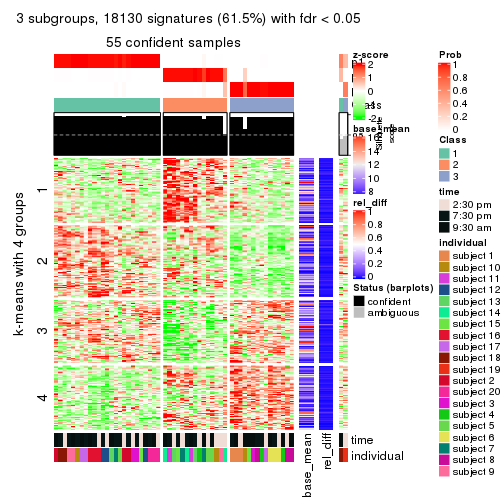 3 subgroups, 18130 signatures (61.5%) with fdr < 0.05
55 confident samples
k-means with 4 groups
1
2
3
4
p1
Class
Silhouette
score
time
individual
base_mean
rel_diff
z-score
2
1
0
-1
-2
base_mean
16
14
12
10
8
rel_diff
1
0.8
0.6
0.4
0.2
0
Status (barplots)
confident
ambiguous
Prob
1
0.8
0.6
0.4
0.2
0
Class
1
2
3
time
2:30 pm
7:30 pm
9:30 am
individual
subject 1
subject 10
subject 11
subject 12
subject 13
subject 14
subject 15
subject 16
subject 17
subject 18
subject 19
subject 2
subject 20
subject 3
subject 4
subject 5
subject 6
subject 7
subject 8
subject 9